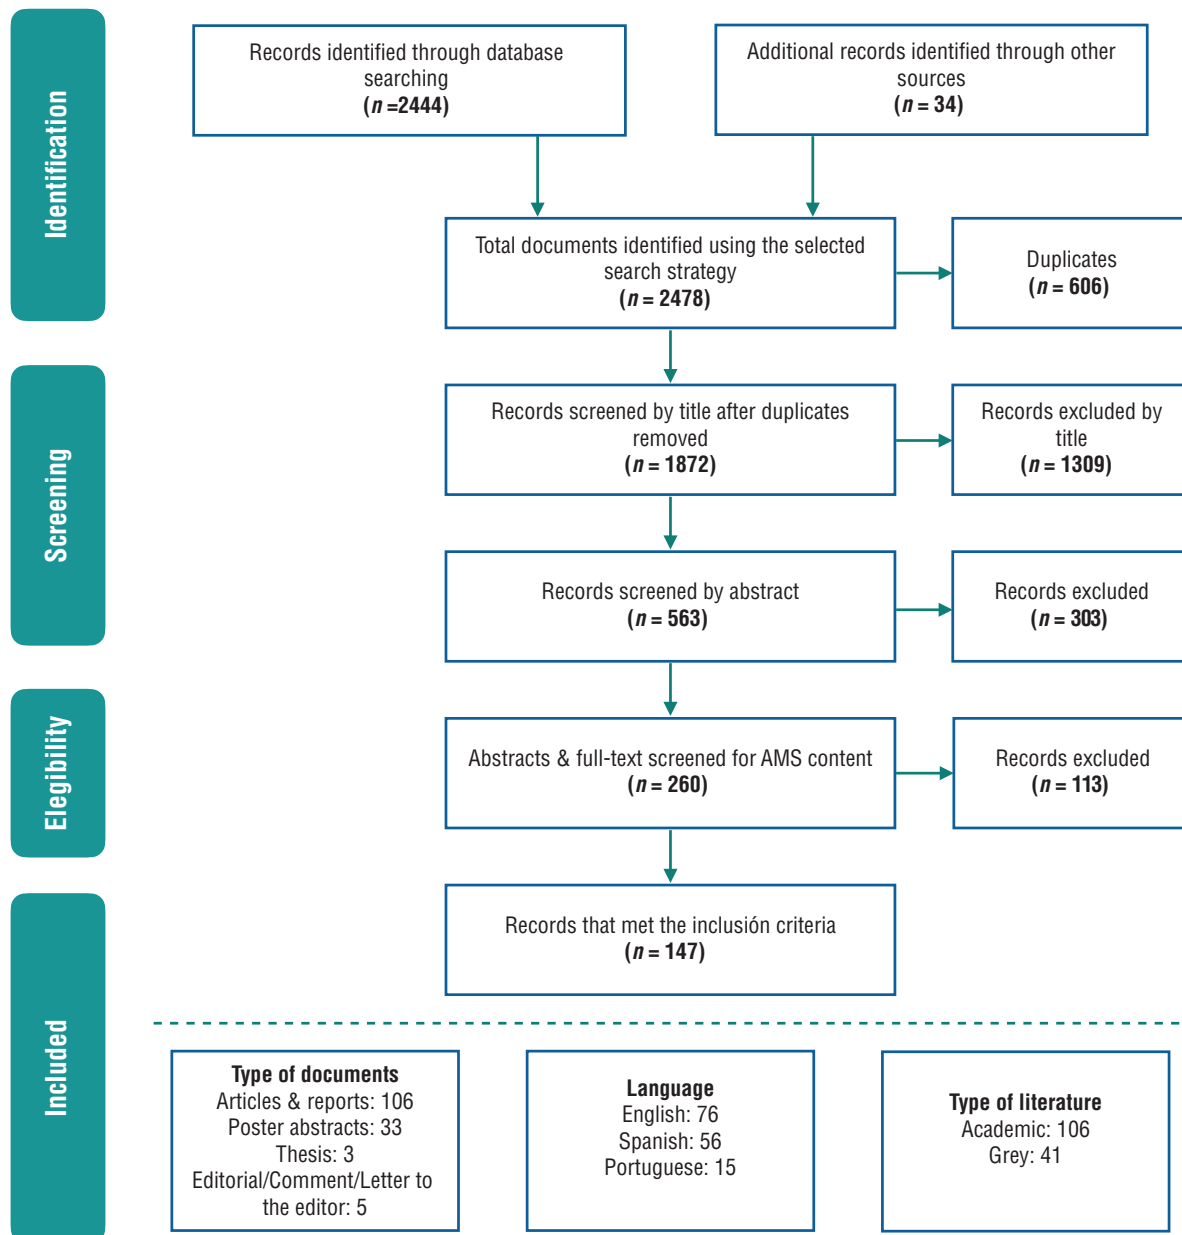 Identification
Records identified through database
searching
(n =2444)
Additional records identified through other
sources
(n = 34)
Total documents identified using the selected
search strategy
(n = 2478)
Duplicates
(n = 606)
Screening
Records screened by title after duplicates
removed
(n = 1872)
Records excluded by
title
(n = 1309)
Records screened by abstract
(n = 563)
Records excluded
(n = 303)
Elegibility
Abstracts & full-text screened for AMS content
(n = 260)
Records excluded
(n = 113)
Included
Records that met the inclusión criteria
(n = 147)
Type of documents
Articles & reports: 106
Poster abstracts: 33
Thesis: 3
Editorial/Comment/Letter to
the editor: 5
Language
English: 76
Spanish: 56
Portuguese: 15
Type of literature
Academic: 106
Grey: 41